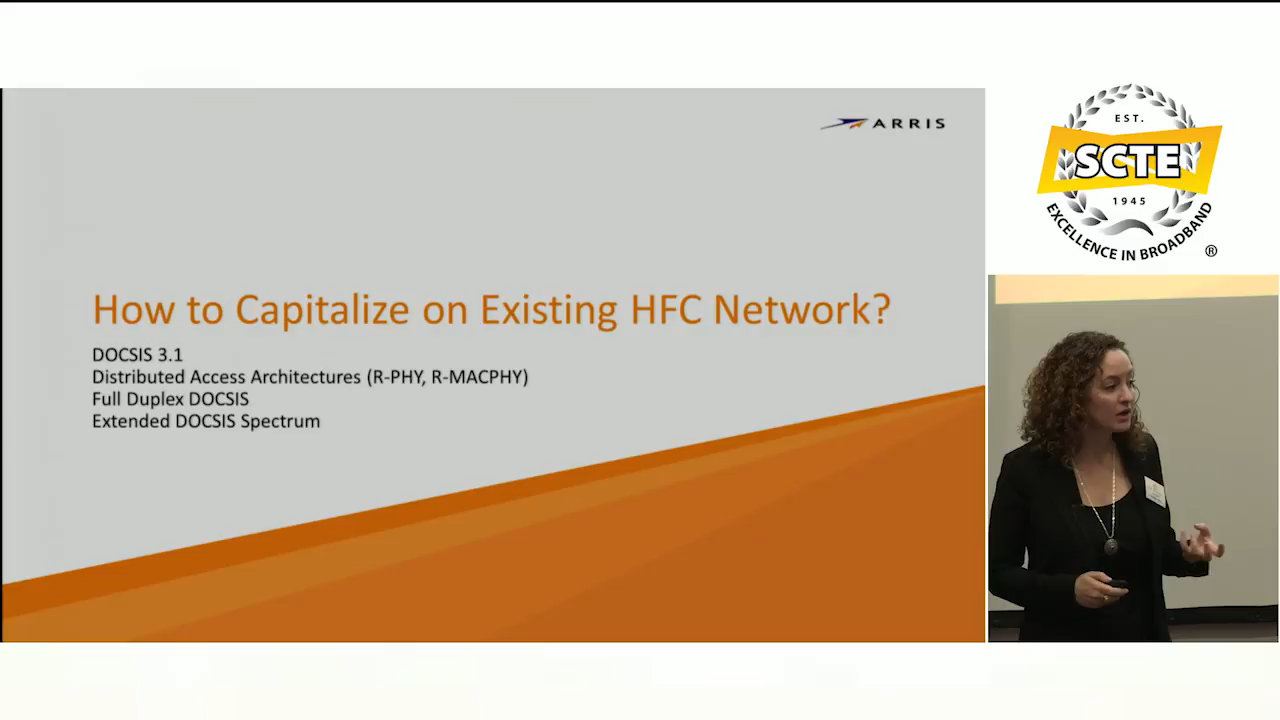 ARRIS
How to Capitalize on Existing HFC Network?
DOCSIS 3.1
Distributed Access Architectures (R-PHY, R-MACPHY)
Full Duplex DOCSIS
Extended DOCSIS Spectrum
EST.
SCTE
1945
EXCELLENCE IN BROADBAND
®